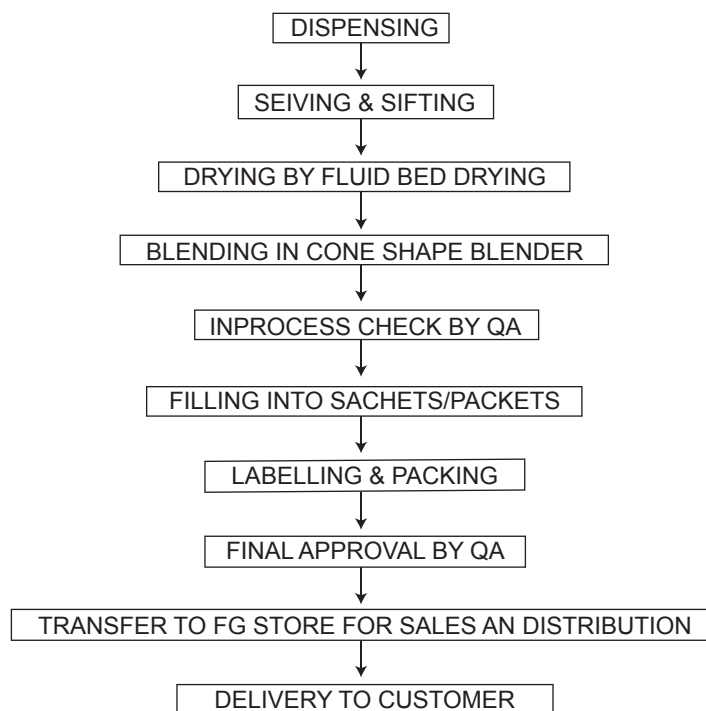 DISPENSING
SEIVING & SIFTING
DRYING BY FLUID BED DRYING
BLENDING IN CONE SHAPE BLENDER
INPROCESS CHECK BY QA
FILLING INTO SACHETS/PACKETS
LABELLING & PACKING
FINAL APPROVAL BY QA
TRANSFER TO FG STORE FOR SALES AN DISTRIBUTION
DELIVERY TO CUSTOMER